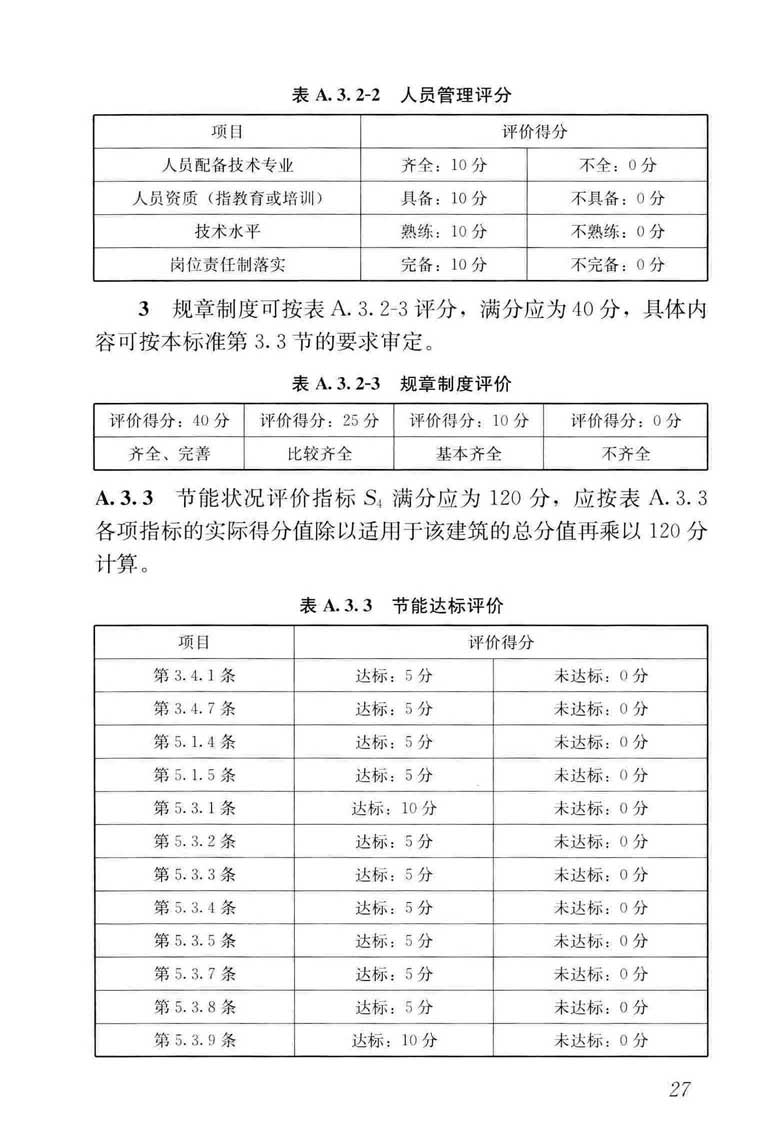 表 A.3.2-2 人员管理评分
项目 评价得分
人员配备技术专业 齐全：10 分 不全：0 分
人员资质（指教育或培训） 具备：10 分 不具备：0 分
技术水平 熟练：10 分 不熟练：0 分
岗位责任制落实 完备：10 分 不完备：0 分
3 规章制度可按表 A.3.2-3 评分，满分应为 40 分，具体内
容可按本标准第 3.3 节的要求审定。
表 A.3.2-3 规章制度评价
评价得分：40 分 评价得分：25 分 评价得分：10 分 评价得分：0 分
齐全、完善 比较齐全 基本齐全 不齐全
A.3.3 节能状况评价指标 S₄ 满分应为 120 分，应按表 A.3.3
各项指标的实际得分值除以适用于该建筑的总分值再乘以 120 分
计算。
表 A.3.3 节能达标评价
项目 评价得分
第 3.4.1 条 达标：5 分 未达标：0 分
第 3.4.7 条 达标：5 分 未达标：0 分
第 5.1.4 条 达标：5 分 未达标：0 分
第 5.1.5 条 达标：5 分 未达标：0 分
第 5.3.1 条 达标：10 分 未达标：0 分
第 5.3.2 条 达标：5 分 未达标：0 分
第 5.3.3 条 达标：5 分 未达标：0 分
第 5.3.4 条 达标：5 分 未达标：0 分
第 5.3.5 条 达标：5 分 未达标：0 分
第 5.3.7 条 达标：5 分 未达标：0 分
第 5.3.8 条 达标：5 分 未达标：0 分
第 5.3.9 条 达标：10 分 未达标：0 分
27